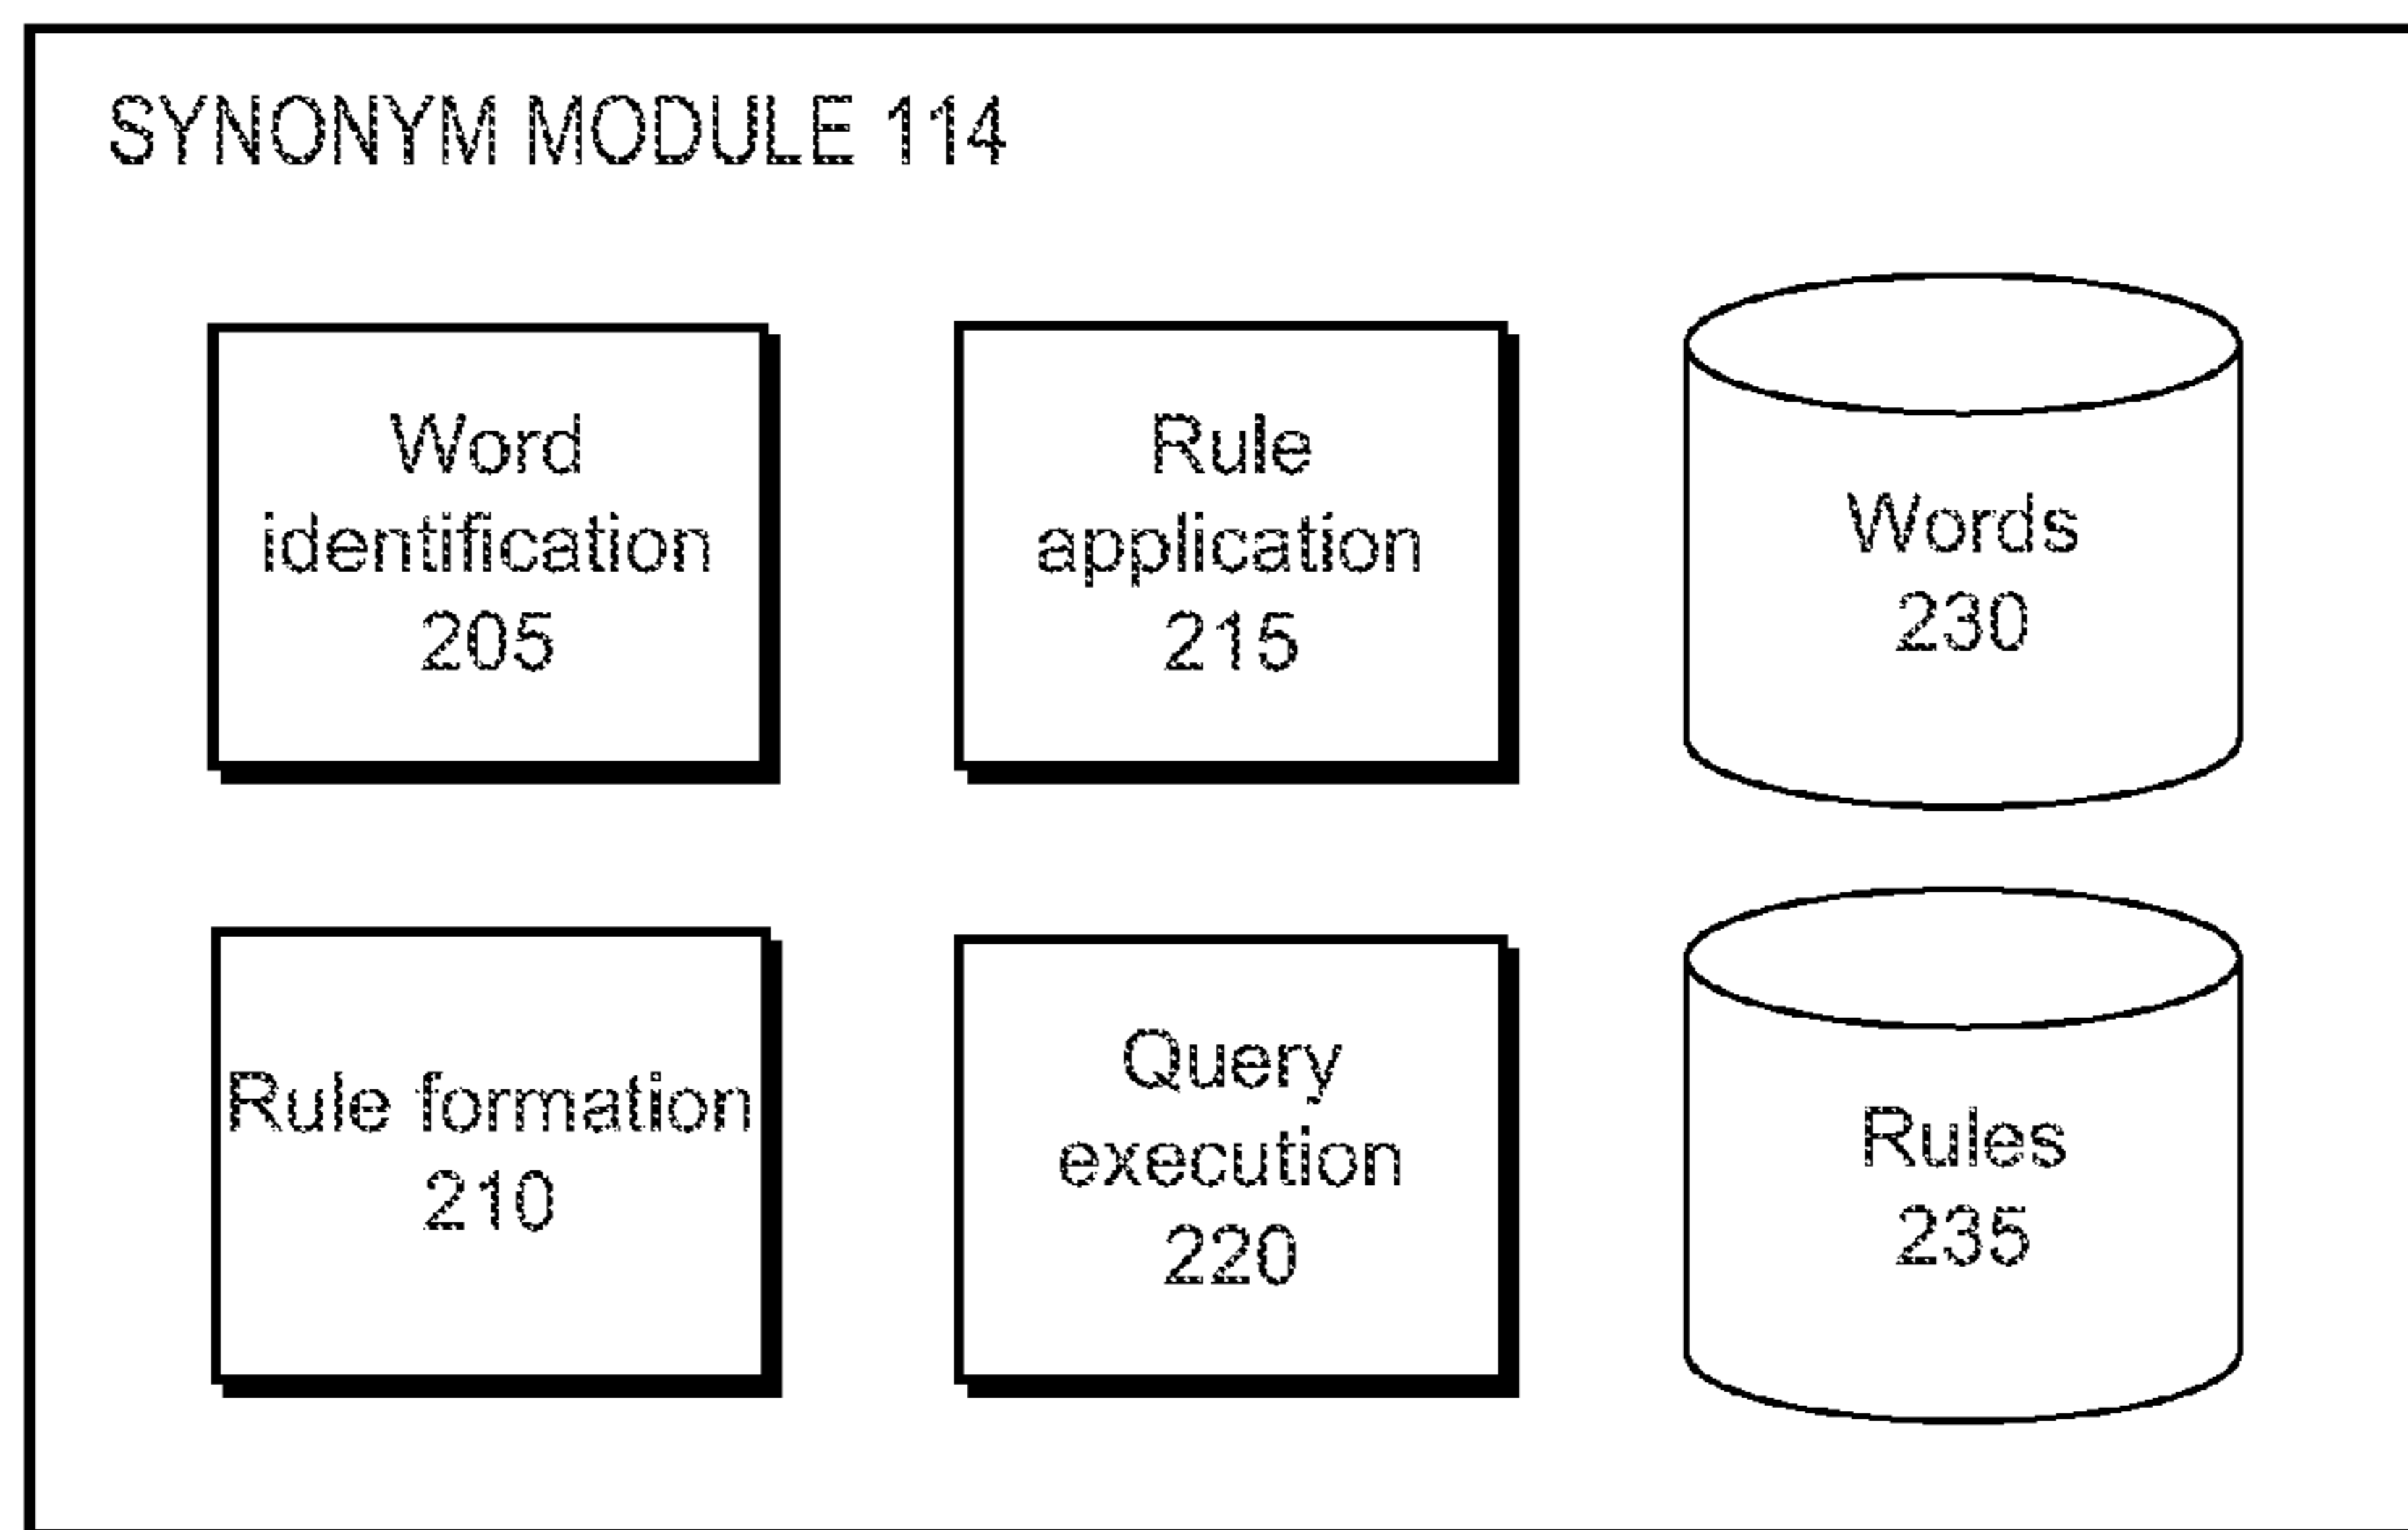 SYNONYM MODULE 114
Word
identification
205
Rule
application
215
Words
230
Rule formation
210
Query
execution
220
Rules
235